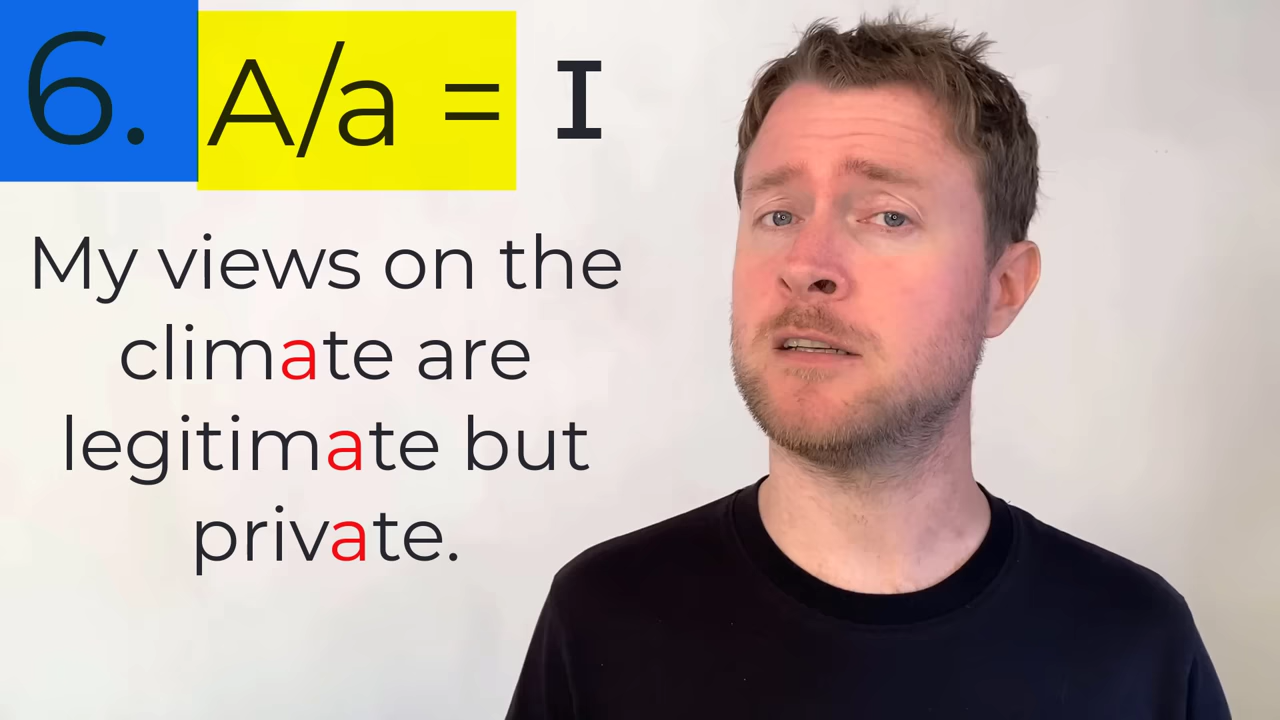 6. A/a = ɪ
My views on the
climate are
legitimate but
private.